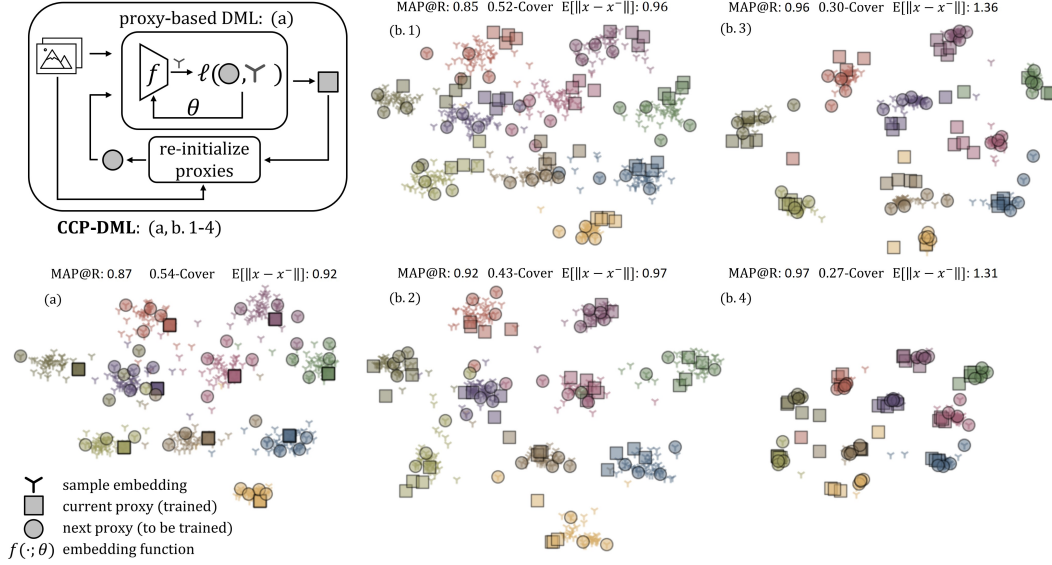 proxy-based DML: (a)
f
ℓ( , )
θ
re-initialize
proxies
CCP-DML: (a, b. 1-4)
MAP@R: 0.85 0.52-Cover E[‖x − x⁻‖]: 0.96
(b. 1)
MAP@R: 0.96 0.30-Cover E[‖x − x⁻‖]: 1.36
(b. 3)
MAP@R: 0.87 0.54-Cover E[‖x − x⁻‖]: 0.92
(a)
MAP@R: 0.92 0.43-Cover E[‖x − x⁻‖]: 0.97
(b. 2)
MAP@R: 0.97 0.27-Cover E[‖x − x⁻‖]: 1.31
(b. 4)
sample embedding
current proxy (trained)
next proxy (to be trained)
f(·; θ) embedding function